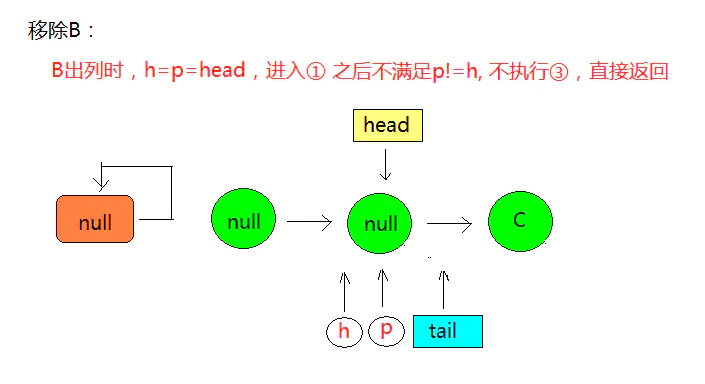 移除B：
B出列时，h=p=head，进入① 之后不满足p!=h, 不执行③，直接返回
head
null
null
null
C
h
p
tail